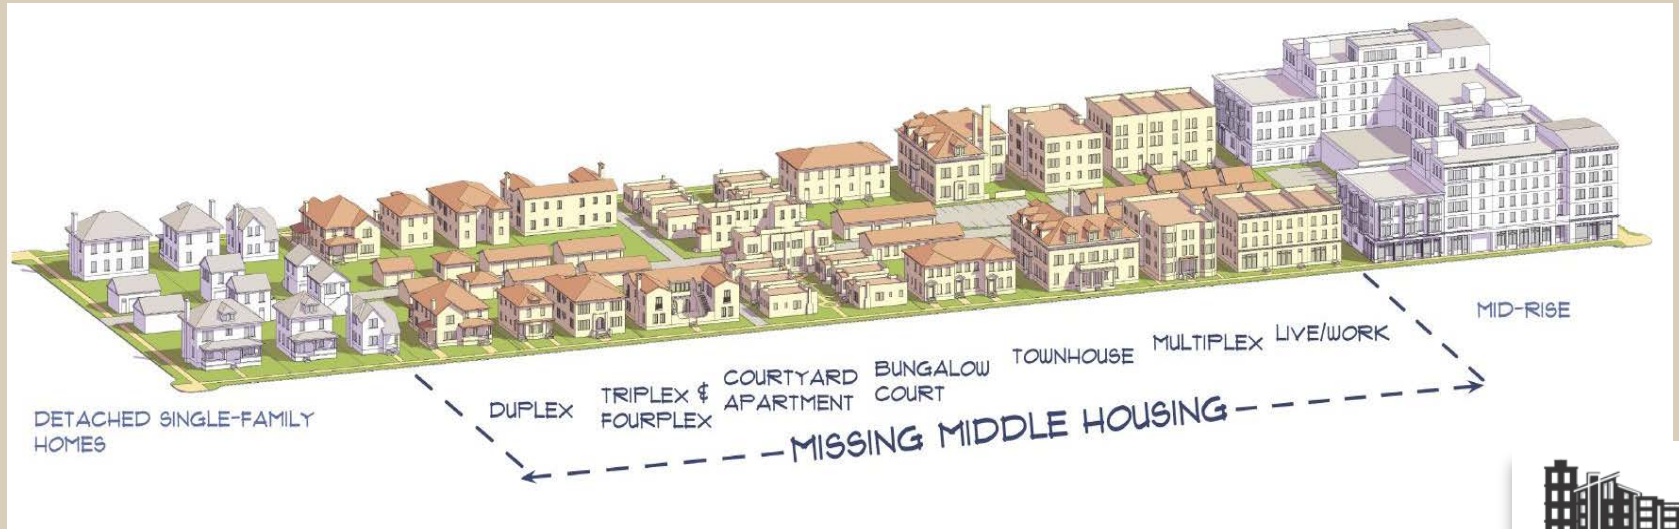 DETACHED SINGLE-FAMILY
HOMES
DUPLEX
TRIPLEX &
FOURPLEX
COURTYARD
APARTMENT
BUNGALOW
COURT
TOWNHOUSE
MULTIPLEX
LIVE/WORK
MID-RISE
MISSING MIDDLE HOUSING